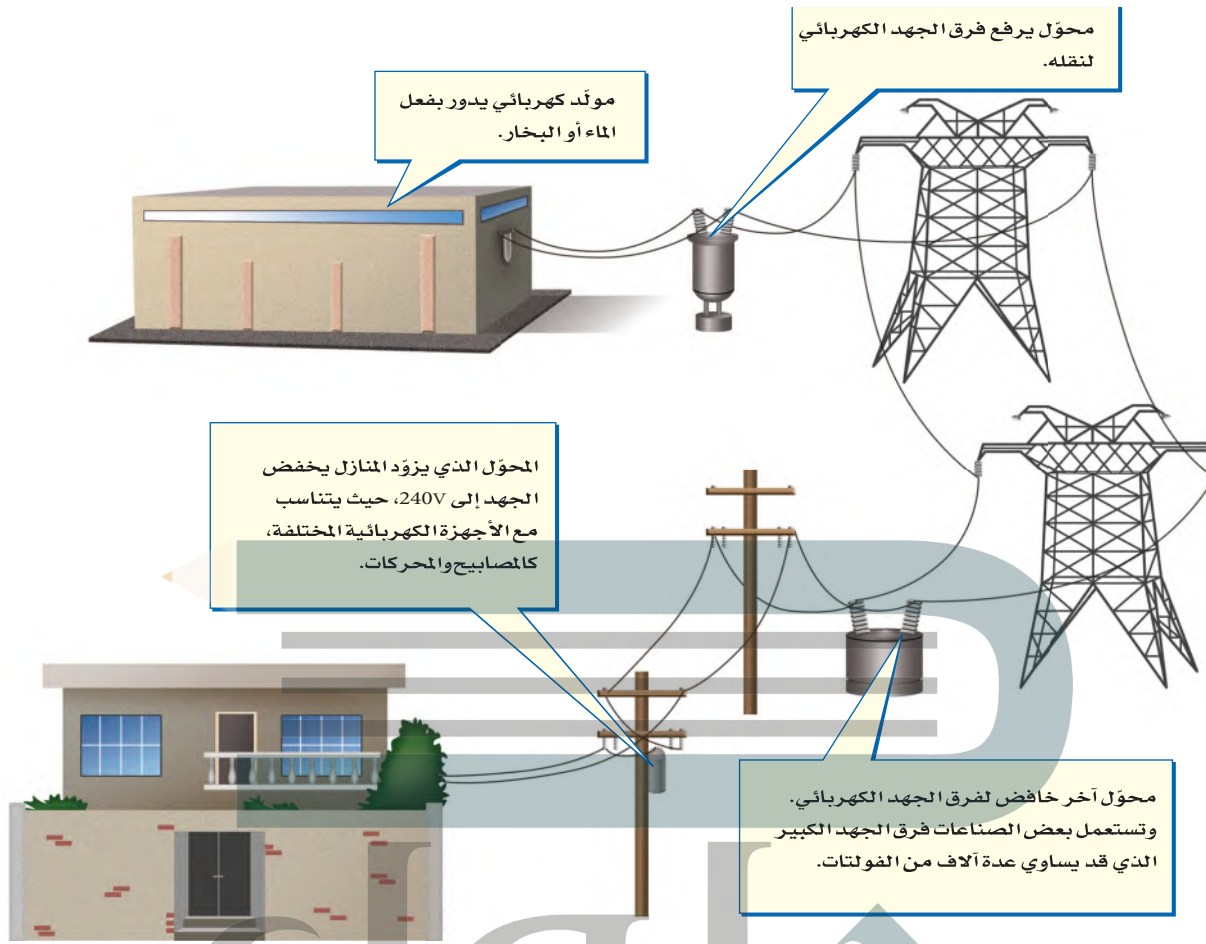 محوّل يرفع فرق الجهد الكهربائي
لنقله.
مولّد كهربائي يدور بفعل
الماء أو البخار.
المحوّل الذي يزوّد المنازل يخفض
الجهد إلى 240V، حيث يتناسب
مع الأجهزة الكهربائية المختلفة،
كالمصابيح والمحركات.
محوّل آخر خافض لفرق الجهد الكهربائي.
وتستعمل بعض الصناعات فرق الجهد الكبير
الذي قد يساوي عدة آلاف من الفولتات.